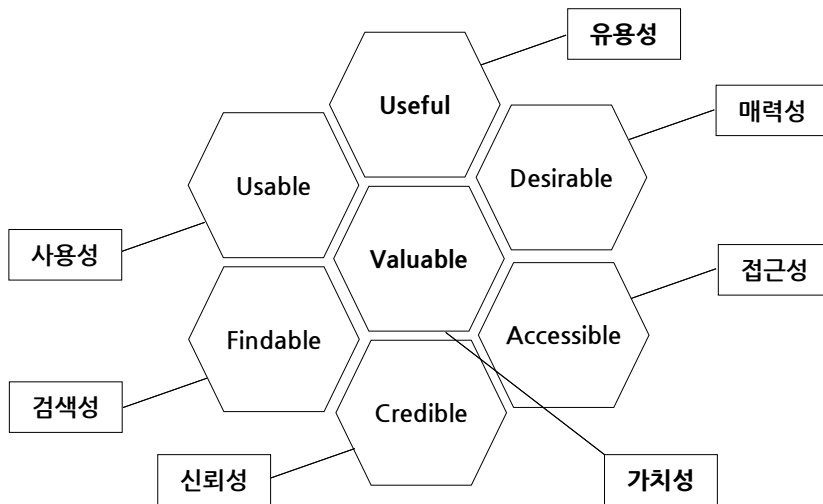 유용성
Useful
매력성
Usable
Desirable
사용성
Valuable
접근성
Findable
Accessible
검색성
Credible
신뢰성
가치성